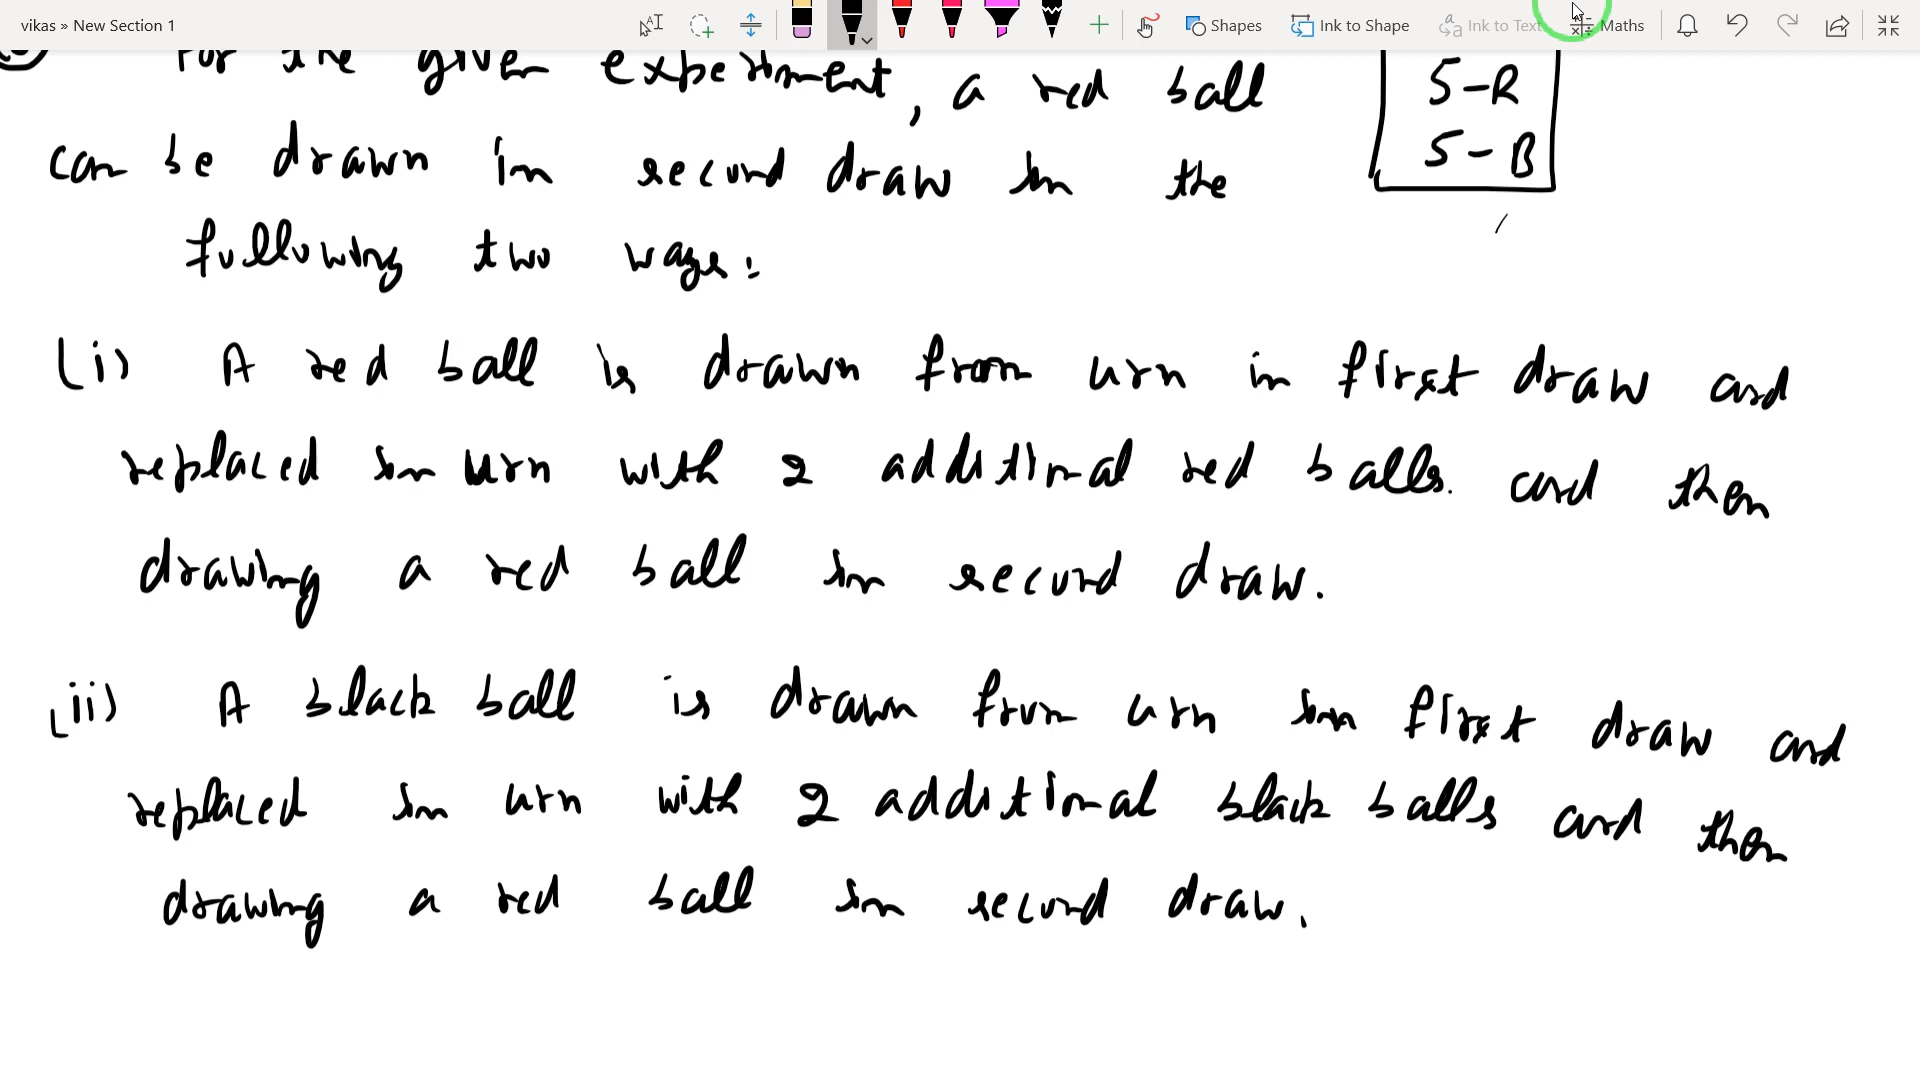 vikas » New Section 1
Shapes Ink to Shape Ink to Text Maths
For the given experiment, a red ball
can be drawn in second draw in the
following two ways:
5-R
5-B
(i) A red ball is drawn from urn in first draw and
replaced in urn with 2 additional red balls. and then
drawing a red ball in second draw.
(ii) A black ball is drawn from urn in first draw and
replaced in urn with 2 additional black balls and then
drawing a red ball in second draw.